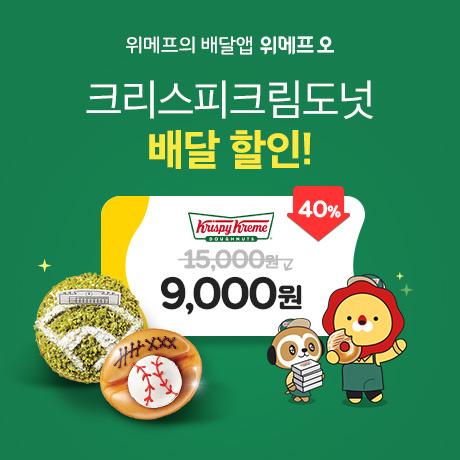 위메프의 배달앱 위메프오
크리스피크림도넛
배달 할인!
40%
Krispy Kreme
DOUGHNUTS
15,000원
9,000원